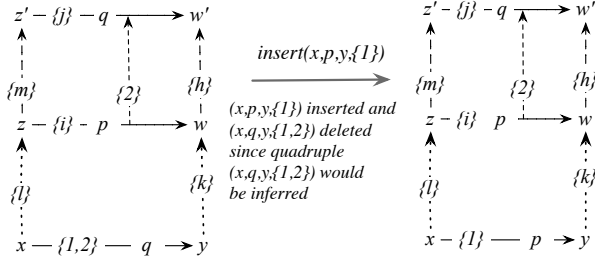 z' {j} q w'
{m} {2} {h}
z {i} p w
{l} {k}
x {1,2} q y
insert(x,p,y,{1})
(x,p,y,{1}) inserted and
(x,q,y,{1,2}) deleted
since quadruple
(x,q,y,{1,2}) would
be inferred
z' {j} q w'
{m} {2} {h}
z {i} p w
{l} {k}
x {1} p y